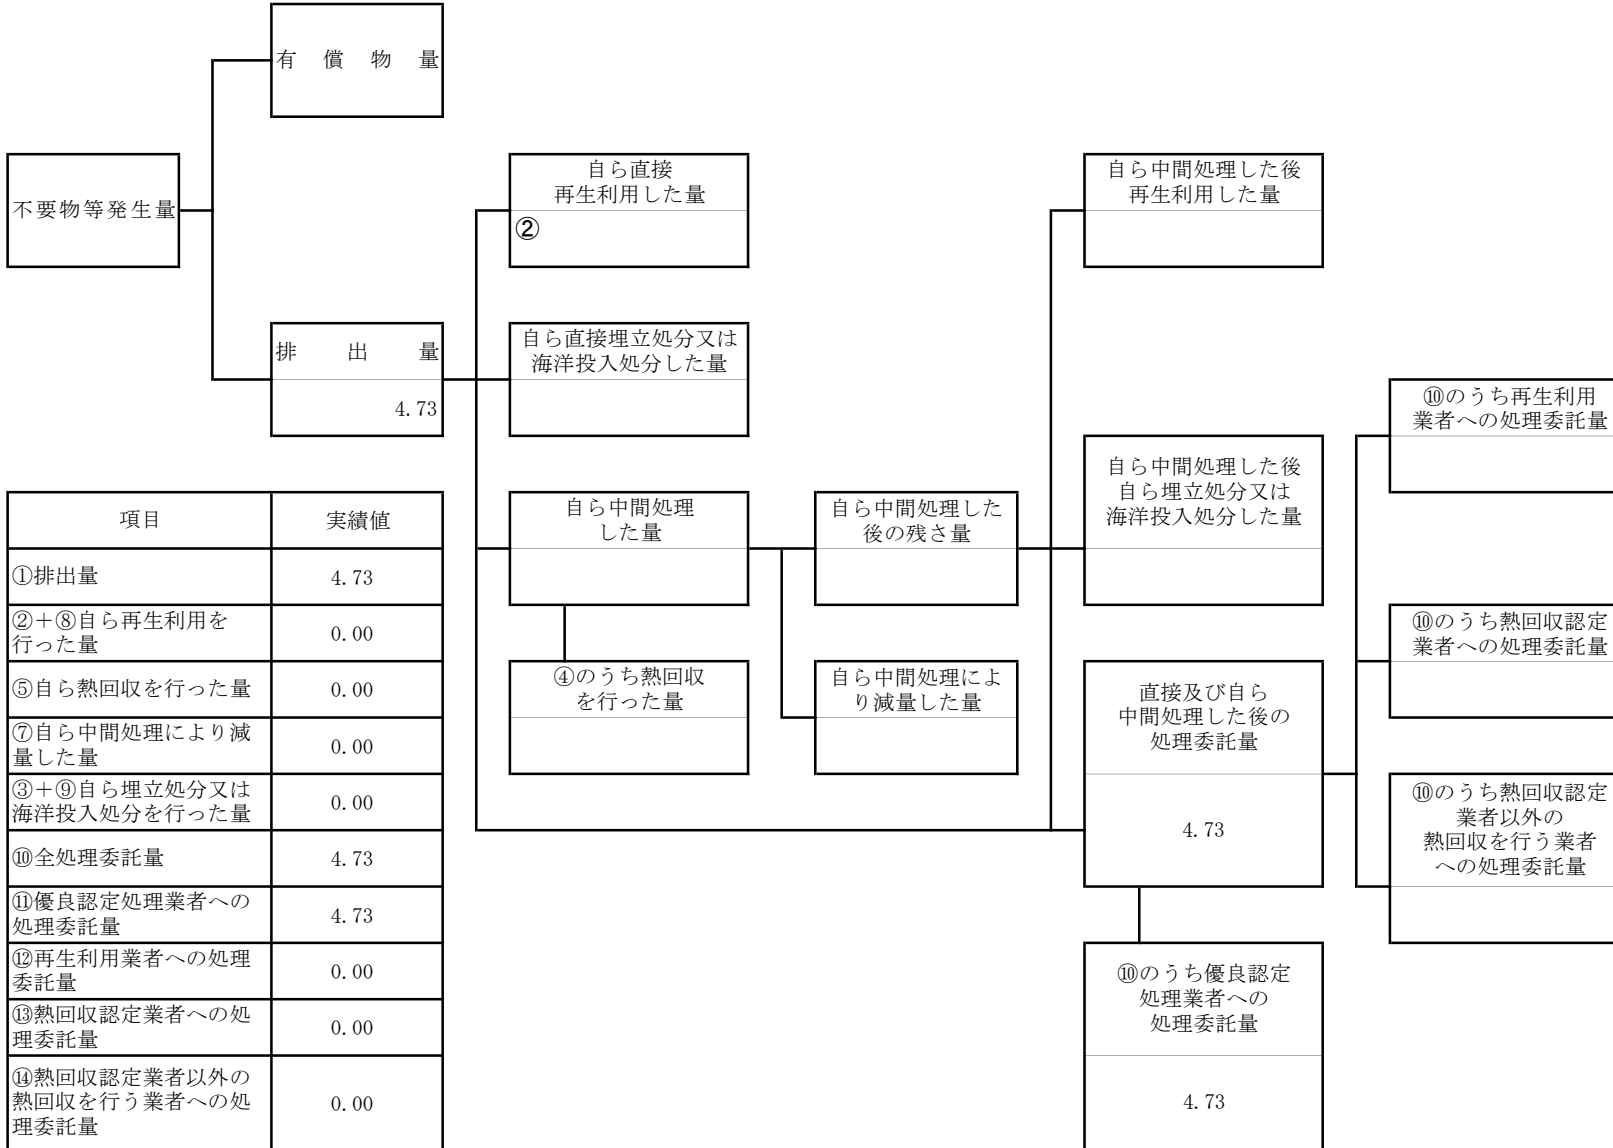 有償物量
不要物等発生量
自ら直接
再生利用した量
②
自ら中間処理した後
再生利用した量
排出量
4.73
自ら直接埋立処分又は
海洋投入処分した量
⑩のうち再生利用
業者への処理委託量
自ら中間処理
した量
自ら中間処理した
後の残さ量
自ら中間処理した後
自ら埋立処分又は
海洋投入処分した量
⑩のうち熱回収認定
業者への処理委託量
④のうち熱回収
を行った量
自ら中間処理によ
り減量した量
直接及び自ら
中間処理した後の
処理委託量
4.73
⑩のうち熱回収認定
業者以外の
熱回収を行う業者
への処理委託量
⑩のうち優良認定
処理業者への
処理委託量
4.73
項目 実績値
①排出量 4.73
②+⑧自ら再生利用を
行った量 0.00
⑤自ら熱回収を行った量 0.00
⑦自ら中間処理により減
量した量 0.00
③+⑨自ら埋立処分又は
海洋投入処分を行った量 0.00
⑩全処理委託量 4.73
⑪優良認定処理業者への
処理委託量 4.73
⑫再生利用業者への処理
委託量 0.00
⑬熱回収認定業者への処
理委託量 0.00
⑭熱回収認定業者以外の
熱回収を行う業者への処
理委託量 0.00